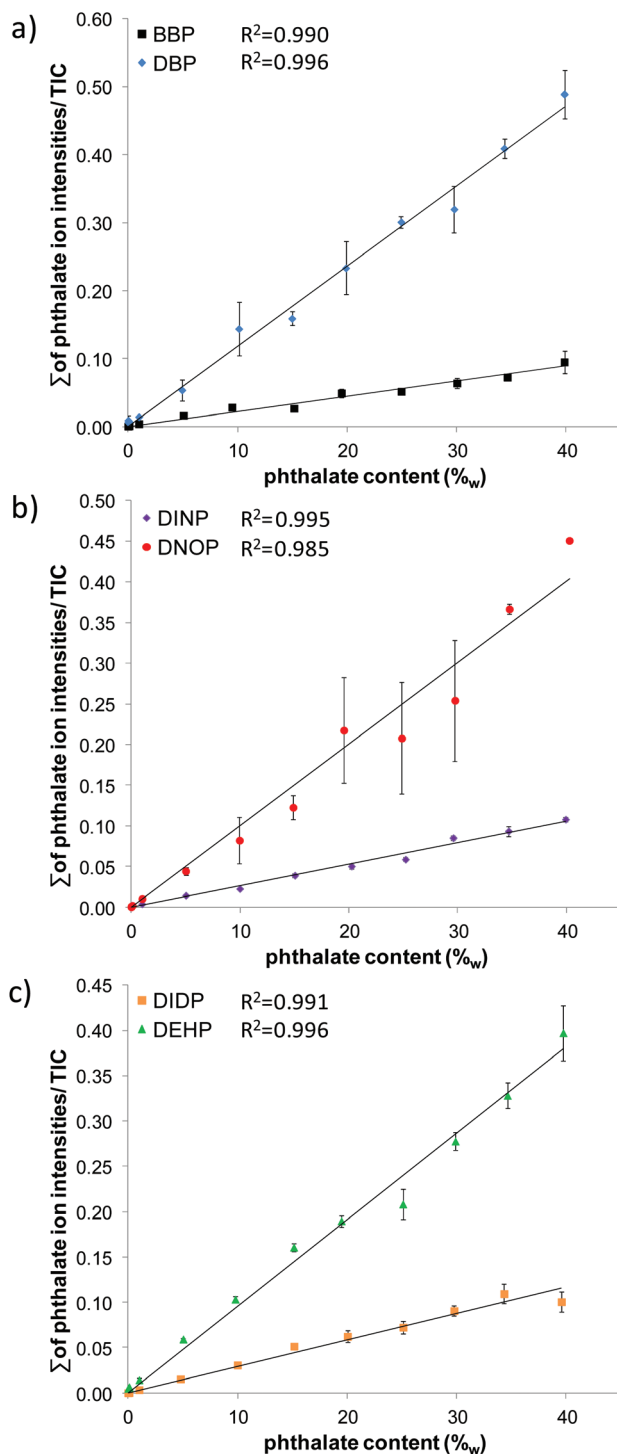 a)
BBP R²=0.990
DBP R²=0.996
∑of phthalate ion intensities/ TIC
0.60
0.50
0.40
0.30
0.20
0.10
0.00
0 10 20 30 40
phthalate content (%w)
b)
DINP R²=0.995
DNOP R²=0.985
∑of phthalate ion intensities/ TIC
0.50
0.45
0.40
0.35
0.30
0.25
0.20
0.15
0.10
0.05
0.00
0 10 20 30 40
phthalate content (%w)
c)
DIDP R²=0.991
DEHP R²=0.996
∑of phthalate ion intensities/ TIC
0.45
0.40
0.35
0.30
0.25
0.20
0.15
0.10
0.05
0.00
0 10 20 30 40
phthalate content (%w)